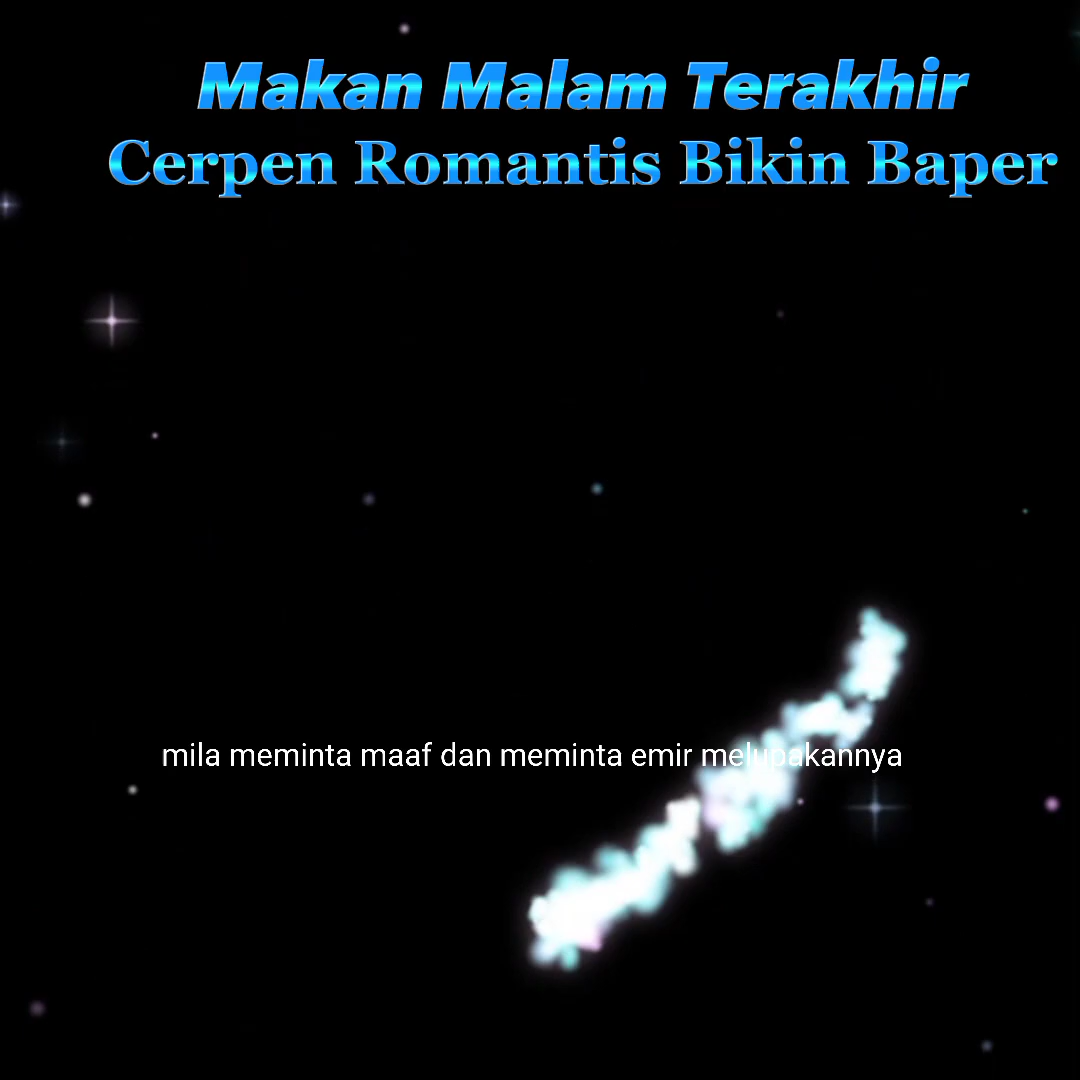 Makan Malam Terakhir
Cerpen Romantis Bikin Baper
mila meminta maaf dan meminta emir melupakannya